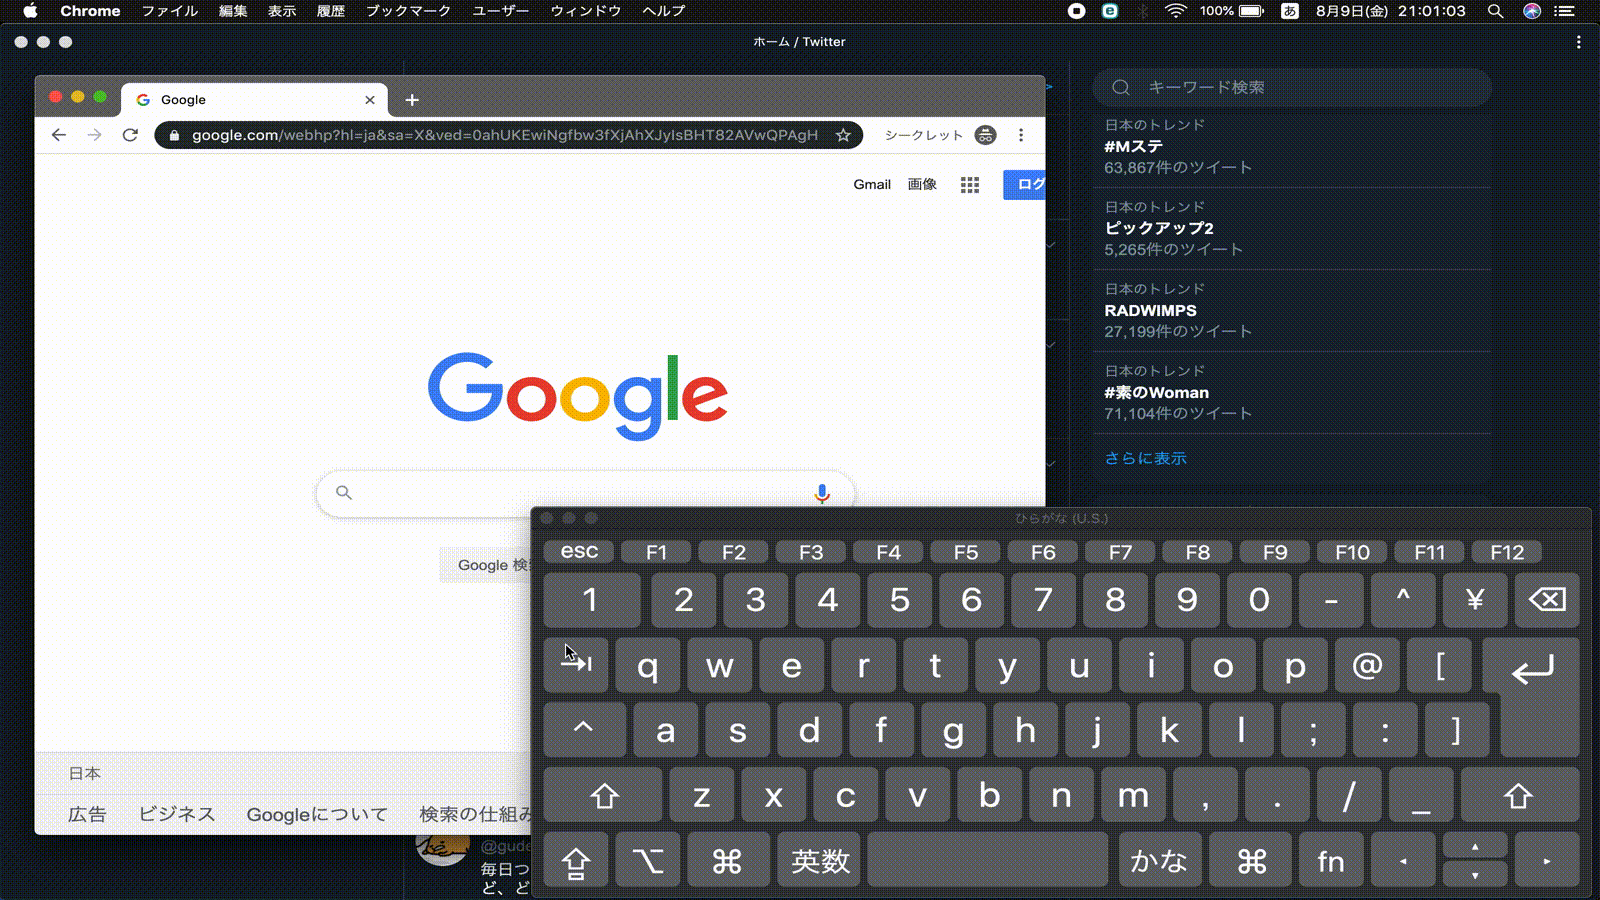 Chrome ファイル 編集 表示 履歴 ブックマーク ユーザー ウィンドウ ヘルプ 100% あ 8月9日(金) 21:01:03
ホーム / Twitter
Google
google.com/webhp?hl=ja&sa=X&ved=0ahUKEwiNgfbw3fXjAhXJyIsBHT82AVwQPAgH シークレット
Gmail 画像 ログ
Google
Google 検
日本
広告 ビジネス Googleについて 検索の仕組み
キーワード検索
日本のトレンド
#Mステ
63,867件のツイート
日本のトレンド
ピックアップ2
5,265件のツイート
日本のトレンド
RADWIMPS
27,199件のツイート
日本のトレンド
#素のWoman
71,104件のツイート
さらに表示
@gude
毎日つ
ど、ど
ひらがな (U.S.)
esc F1 F2 F3 F4 F5 F6 F7 F8 F9 F10 F11 F12
1 2 3 4 5 6 7 8 9 0 - ^ ¥
q w e r t y u i o p @ [
^ a s d f g h j k l ; : ]
z x c v b n m , . / _
⌥ ⌘ 英数 かな ⌘ fn